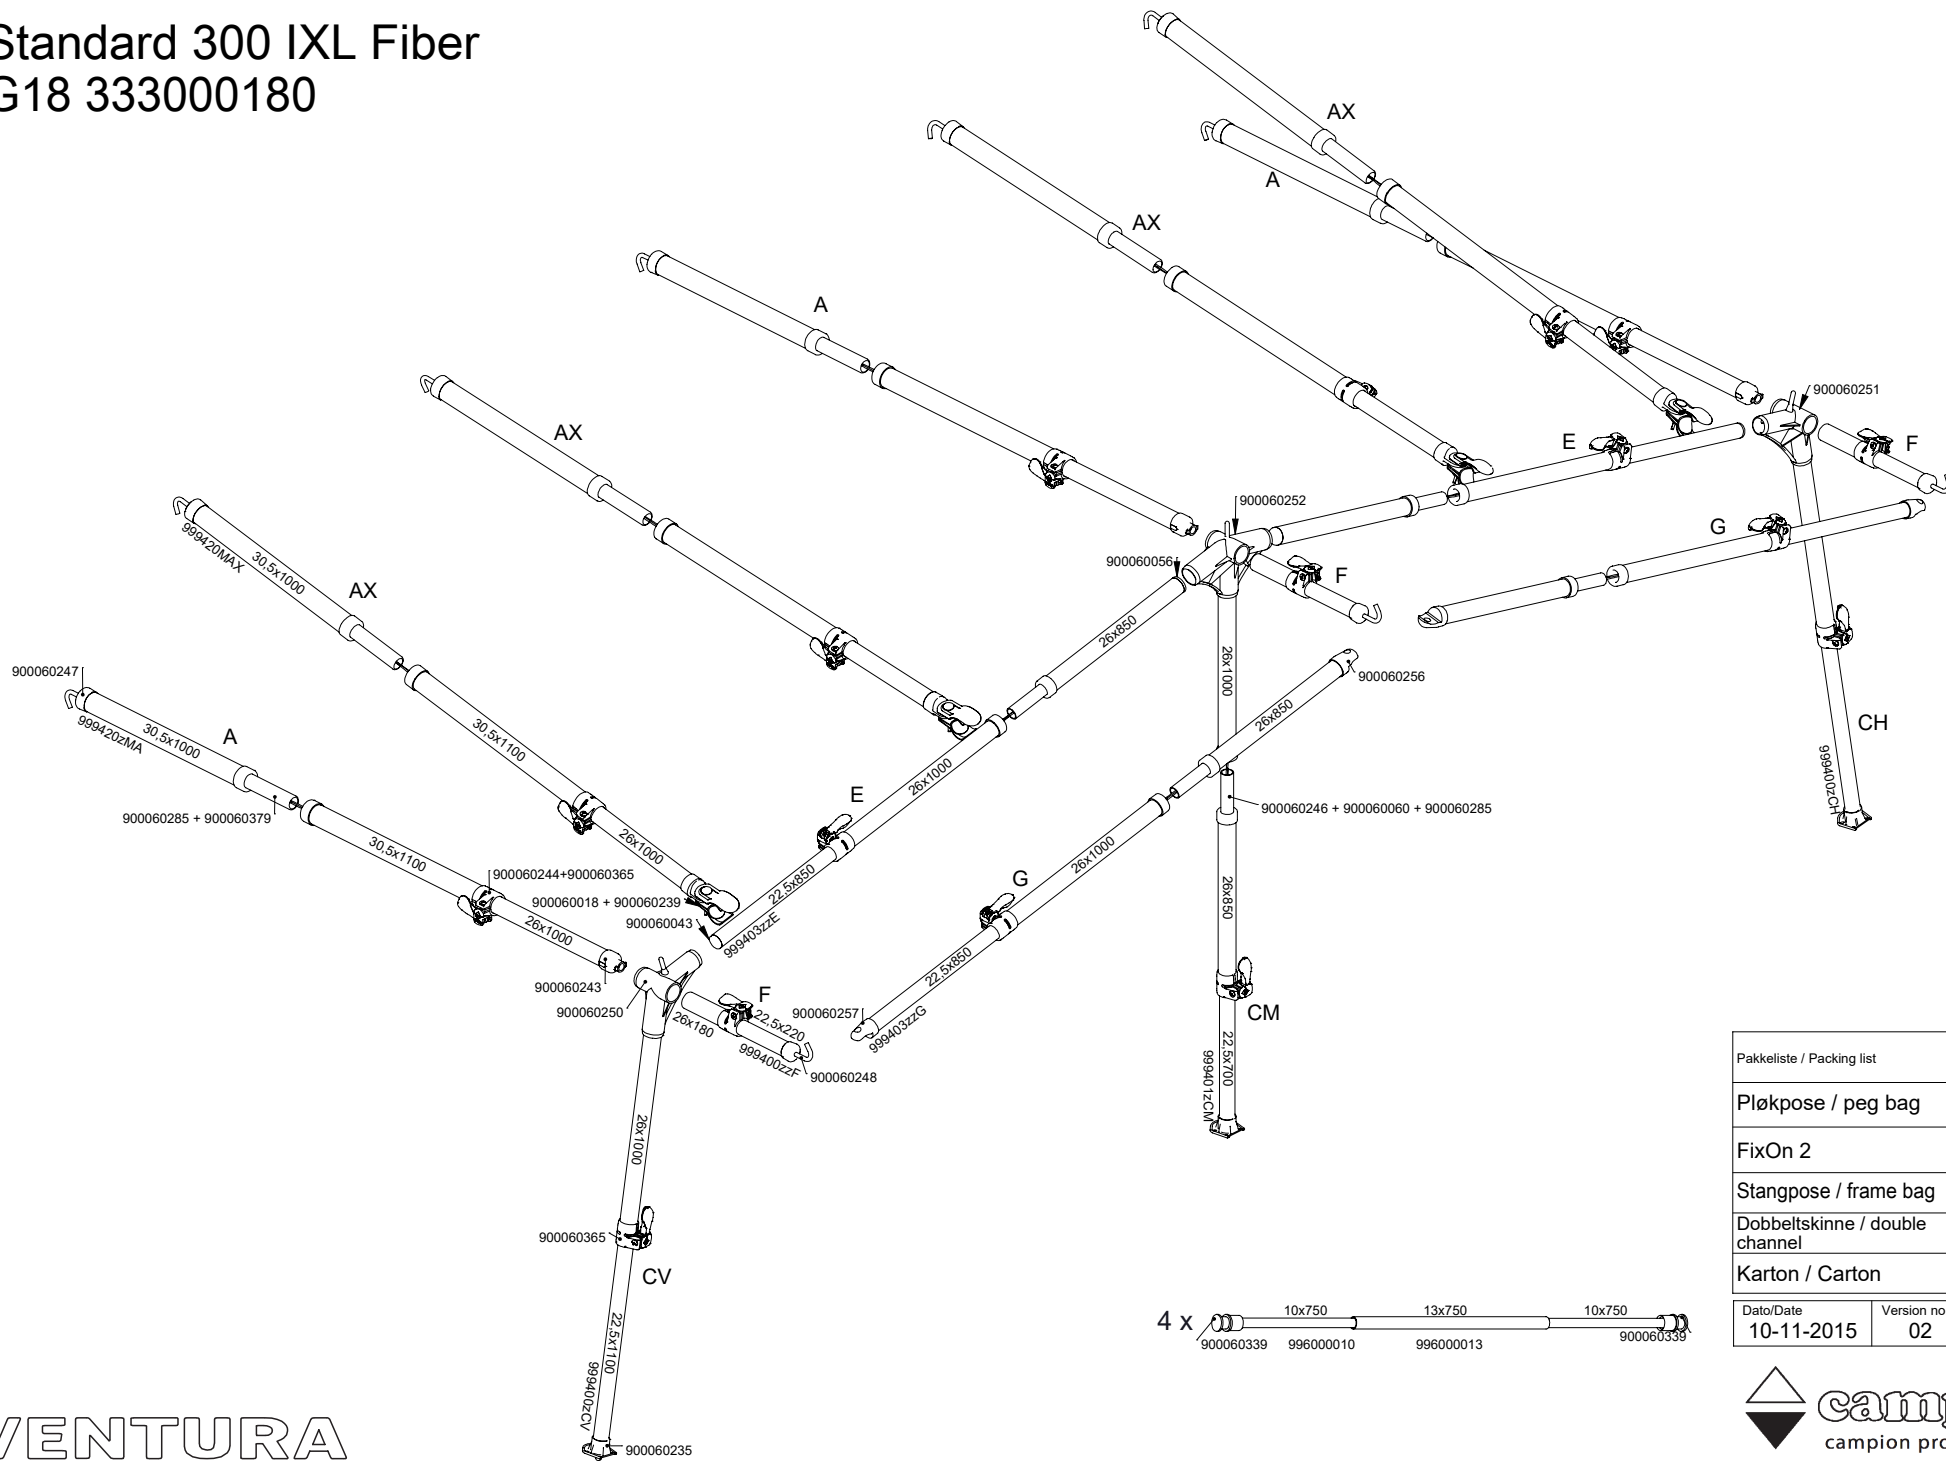 Standard 300 IXL Fiber
G18 333000180
AX
A
AX
A
900060251
AX
E
F
900060252
G
900060056
F
999420MAX
30,5x1000
AX
26x850
26x1000
900060256
900060247
999420zMA
30,5x1000
A
30,5x1100
26x1000
26x850
CH
999400zCH
E
900060285 + 900060379
900060246 + 900060060 + 900060285
30,5x1100
26x1000
26x1000
900060244+900060365
22,5x850
G
26x850
900060018 + 900060239
900060043
999403zzE
26x1000
22,5x850
900060243
900060250
F
26x180
22,5x220
999400zzF
900060248
900060257
999403zzG
CM
22,5x700
999401zCM
26x1000
900060365
CV
22,5x1100
999400zCV
900060235
4 x
10x750
13x750
10x750
900060339
996000010
996000013
900060339
Pakkeliste / Packing list
Pløkpose / peg bag
FixOn 2
Stangpose / frame bag
Dobbeltskinne / double
channel
Karton / Carton
Dato/Date
10-11-2015
Version no
02
VENTURA
camp
campion pro